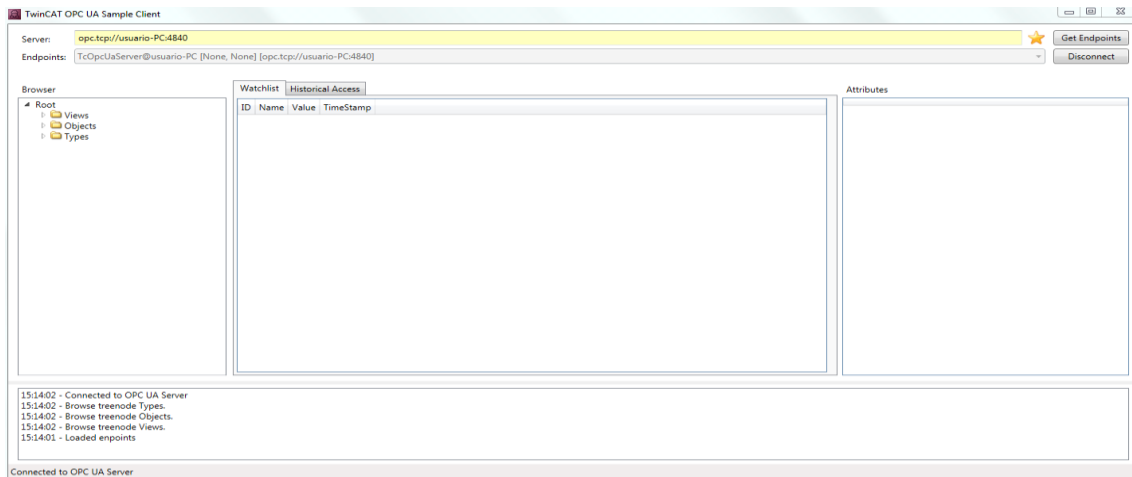 TwinCAT OPC UA Sample Client
Server: opc.tcp://usuario-PC:4840 Get Endpoints
Endpoints: TcOpcUaServer@usuario-PC [None, None] [opc.tcp://usuario-PC:4840] Disconnect
Browser Watchlist Historical Access Attributes
Root ID Name Value TimeStamp
Views
Objects
Types
15:14:02 - Connected to OPC UA Server
15:14:02 - Browse treenode Types.
15:14:02 - Browse treenode Objects.
15:14:02 - Browse treenode Views.
15:14:01 - Loaded enpoints
Connected to OPC UA Server